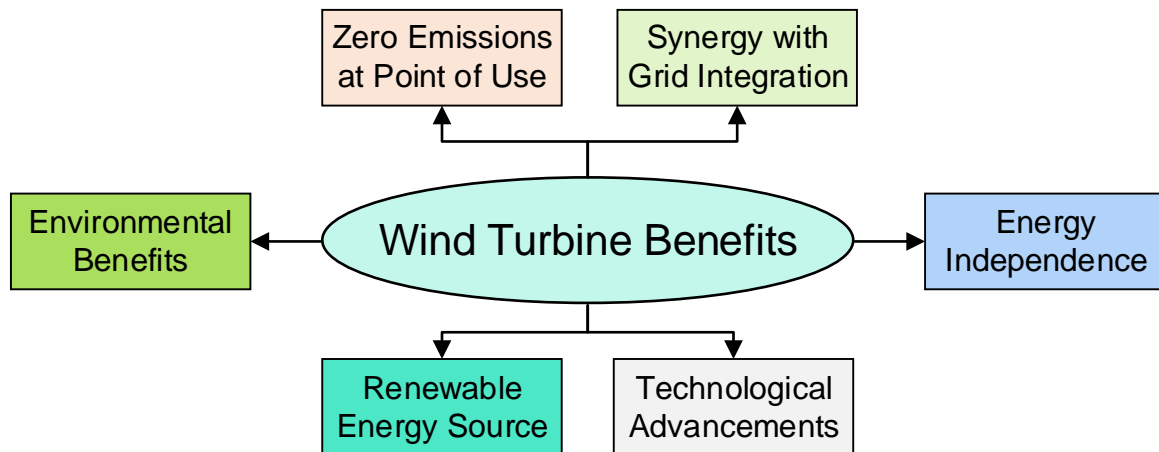 Zero Emissions
at Point of Use
Synergy with
Grid Integration
Environmental
Benefits
Wind Turbine Benefits
Energy
Independence
Renewable
Energy Source
Technological
Advancements